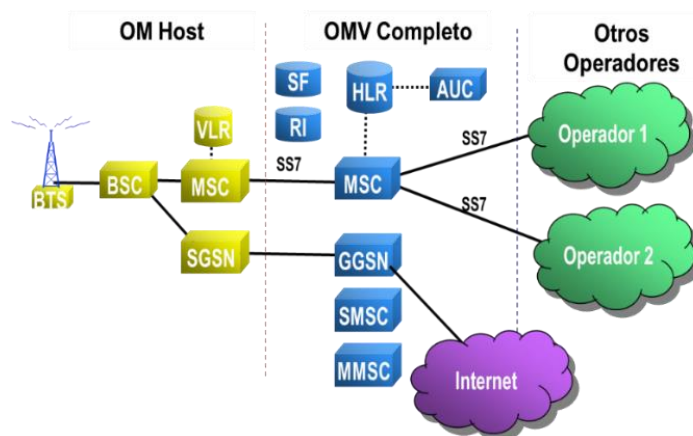 OM Host
OMV Completo
Otros
Operadores
SF
HLR
AUC
VLR
RI
SS7
Operador 1
BTS
BSC
MSC
SS7
MSC
SS7
SGSN
GGSN
Operador 2
SMSC
MMSC
Internet